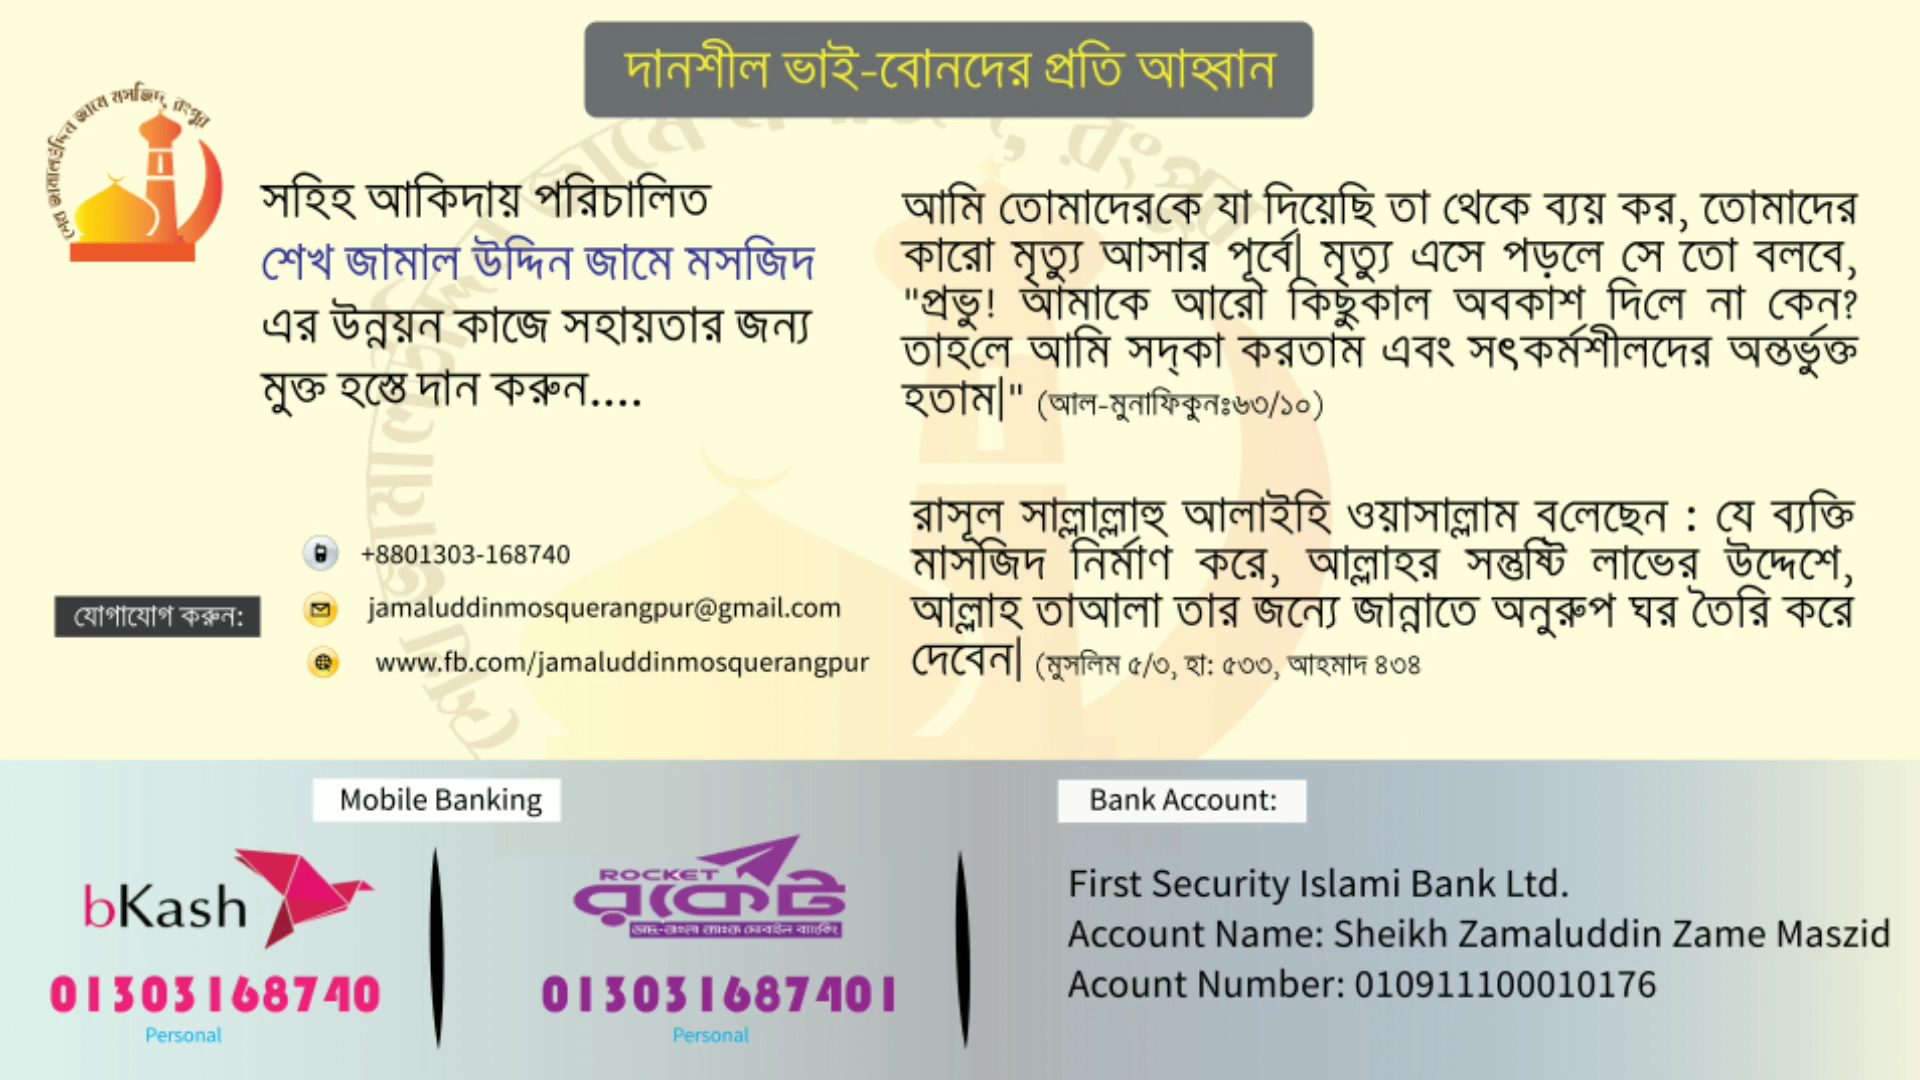 দানশীল ভাই-বোনদের প্রতি আহ্বান
শেখ জামালউদ্দিন জামে মসজিদ, রংপুর
সহিহ আকিদায় পরিচালিত
শেখ জামাল উদ্দিন জামে মসজিদ
এর উন্নয়ন কাজে সহায়তার জন্য
মুক্ত হস্তে দান করুন....
আমি তোমাদেরকে যা দিয়েছি তা থেকে ব্যয় কর, তোমাদের
কারো মৃত্যু আসার পূর্বে| মৃত্যু এসে পড়লে সে তো বলবে,
"প্রভু! আমাকে আরো কিছুকাল অবকাশ দিলে না কেন?
তাহলে আমি সদ্‌কা করতাম এবং সৎকর্মশীলদের অন্তর্ভুক্ত
হতাম|" (আল-মুনাফিকুনঃ৬৩/১০)
রাসূল সাল্লাল্লাহু আলাইহি ওয়াসাল্লাম বলেছেন : যে ব্যক্তি
মাসজিদ নির্মাণ করে, আল্লাহর সন্তুষ্টি লাভের উদ্দেশে,
আল্লাহ তাআলা তার জন্যে জান্নাতে অনুরুপ ঘর তৈরি করে
দেবেন| (মুসলিম ৫/৩, হা: ৫৩৩, আহমাদ ৪৩৪
যোগাযোগ করুন:
+8801303-168740
jamaluddinmosquerangpur@gmail.com
www.fb.com/jamaluddinmosquerangpur
Mobile Banking
bKash
01303168740
Personal
ROCKET
রকেট
ডাচ্-বাংলা ব্যাংক মোবাইল ব্যাংকিং
013031687401
Personal
Bank Account:
First Security Islami Bank Ltd.
Account Name: Sheikh Zamaluddin Zame Maszid
Acount Number: 010911100010176